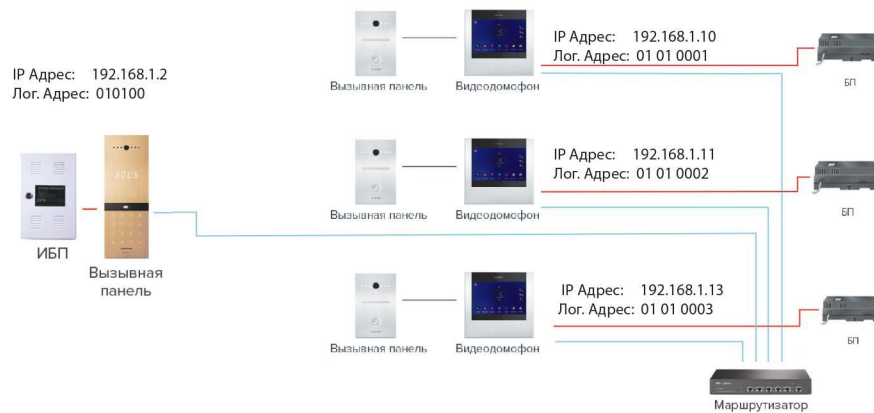 IP Адрес: 192.168.1.2
Лог. Адрес: 010100
ИБП
Вызывная
панель
Вызывная панель
Видеодомофон
IP Адрес: 192.168.1.10
Лог. Адрес: 01 01 0001
БП
Вызывная панель
Видеодомофон
IP Адрес: 192.168.1.11
Лог. Адрес: 01 01 0002
БП
Вызывная панель
Видеодомофон
IP Адрес: 192.168.1.13
Лог. Адрес: 01 01 0003
БП
Маршрутизатор